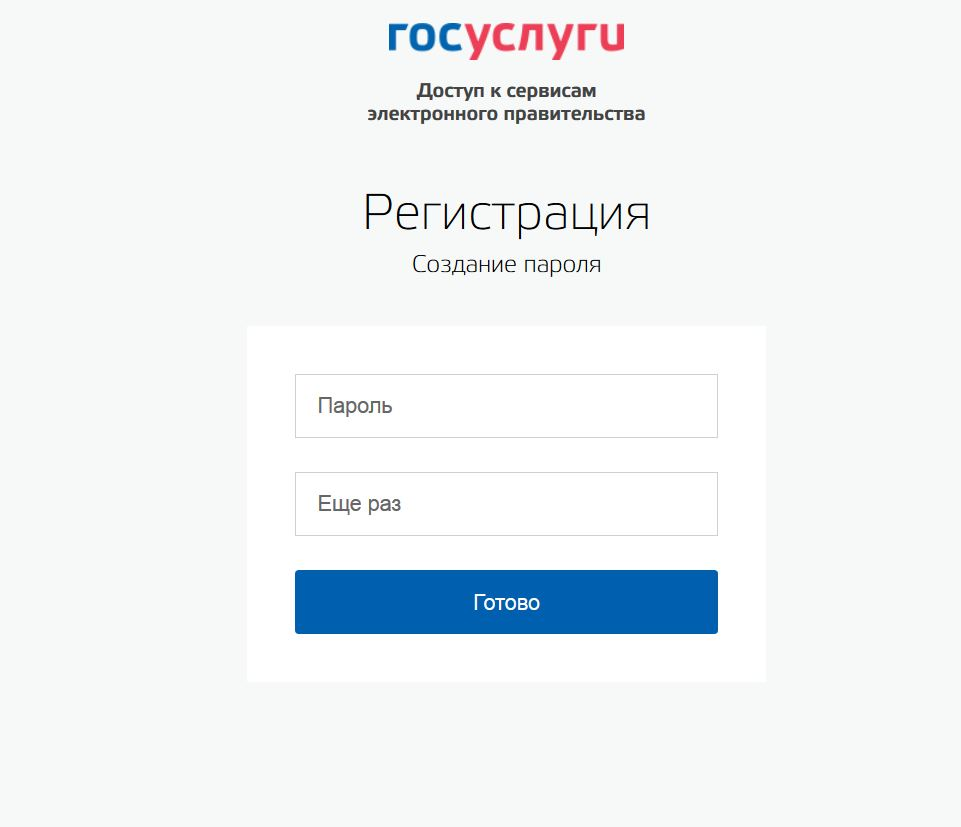 госуслуги
Доступ к сервисам
электронного правительства
Регистрация
Создание пароля
Пароль
Еще раз
Готово